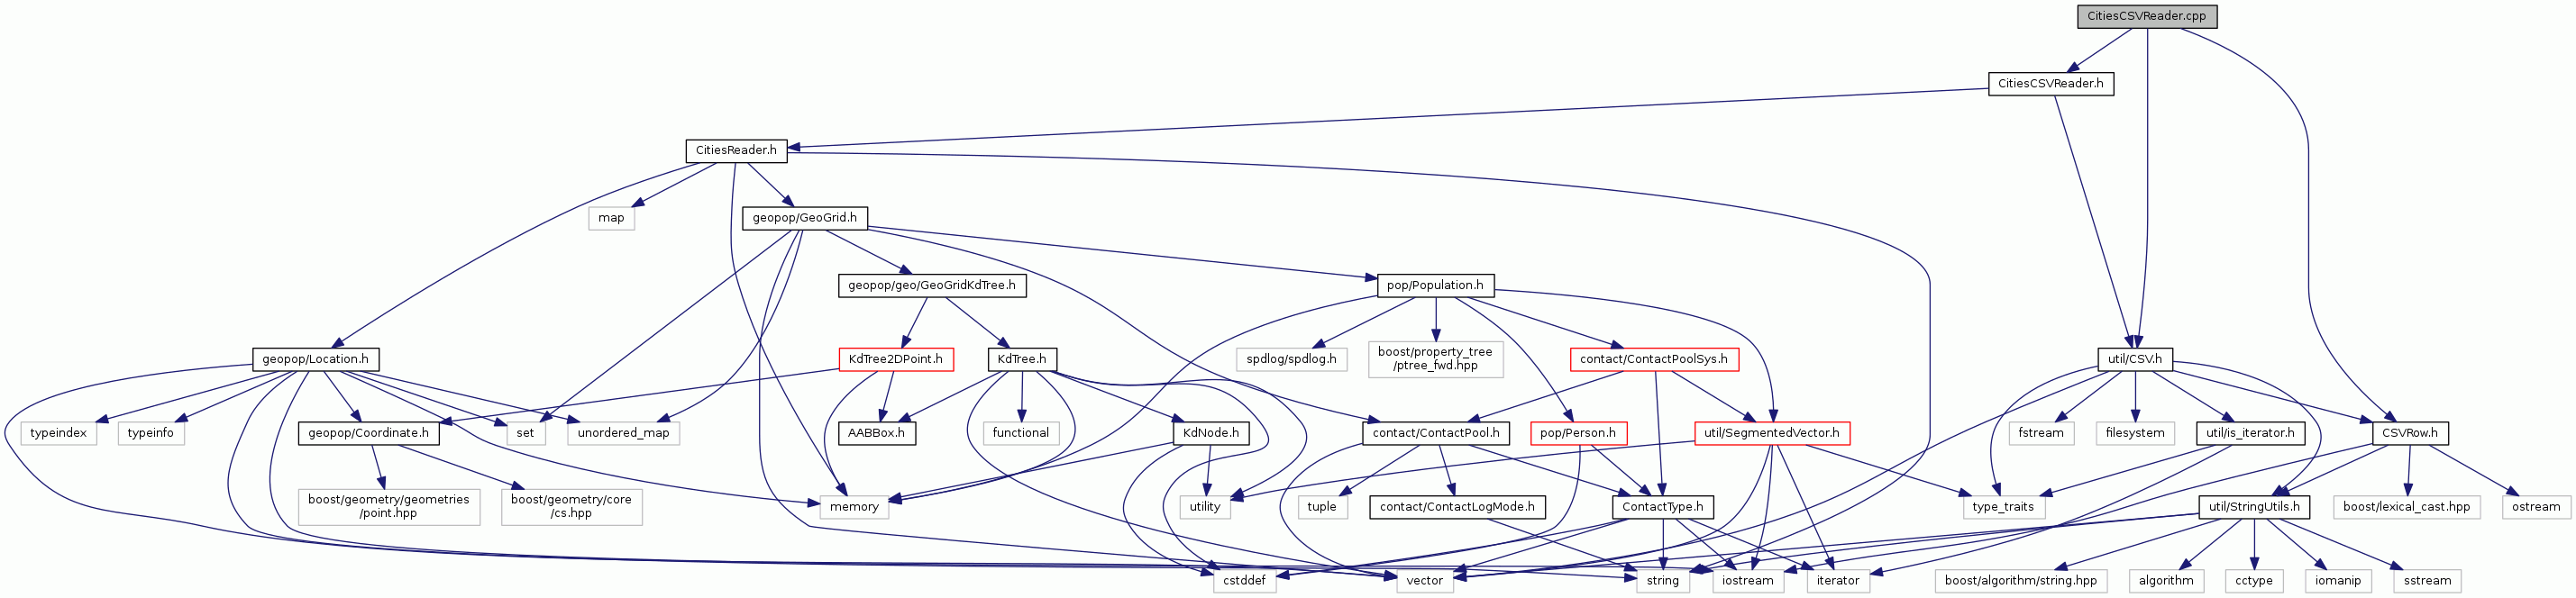 CitiesCSVReader.cpp
CitiesCSVReader.h
CitiesReader.h
map
geopop/GeoGrid.h
geopop/geo/GeoGridKdTree.h
pop/Population.h
geopop/Location.h
KdTree2DPoint.h
KdTree.h
spdlog/spdlog.h
boost/property_tree
/ptree_fwd.hpp
contact/ContactPoolSys.h
util/CSV.h
typeindex
typeinfo
geopop/Coordinate.h
set
unordered_map
AABBox.h
functional
KdNode.h
contact/ContactPool.h
pop/Person.h
util/SegmentedVector.h
fstream
filesystem
util/is_iterator.h
CSVRow.h
boost/geometry/geometries
/point.hpp
boost/geometry/core
/cs.hpp
memory
utility
tuple
contact/ContactLogMode.h
ContactType.h
type_traits
util/StringUtils.h
boost/lexical_cast.hpp
ostream
cstddef
vector
string
iostream
iterator
boost/algorithm/string.hpp
algorithm
cctype
iomanip
sstream